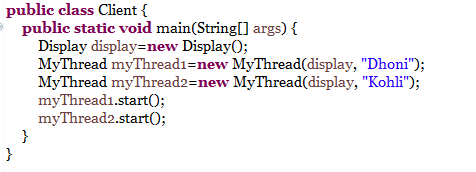 public class Client {
public static void main(String[] args) {
Display display=new Display();
MyThread myThread1=new MyThread(display, "Dhoni");
MyThread myThread2=new MyThread(display, "Kohli");
myThread1.start();
myThread2.start();
}
}